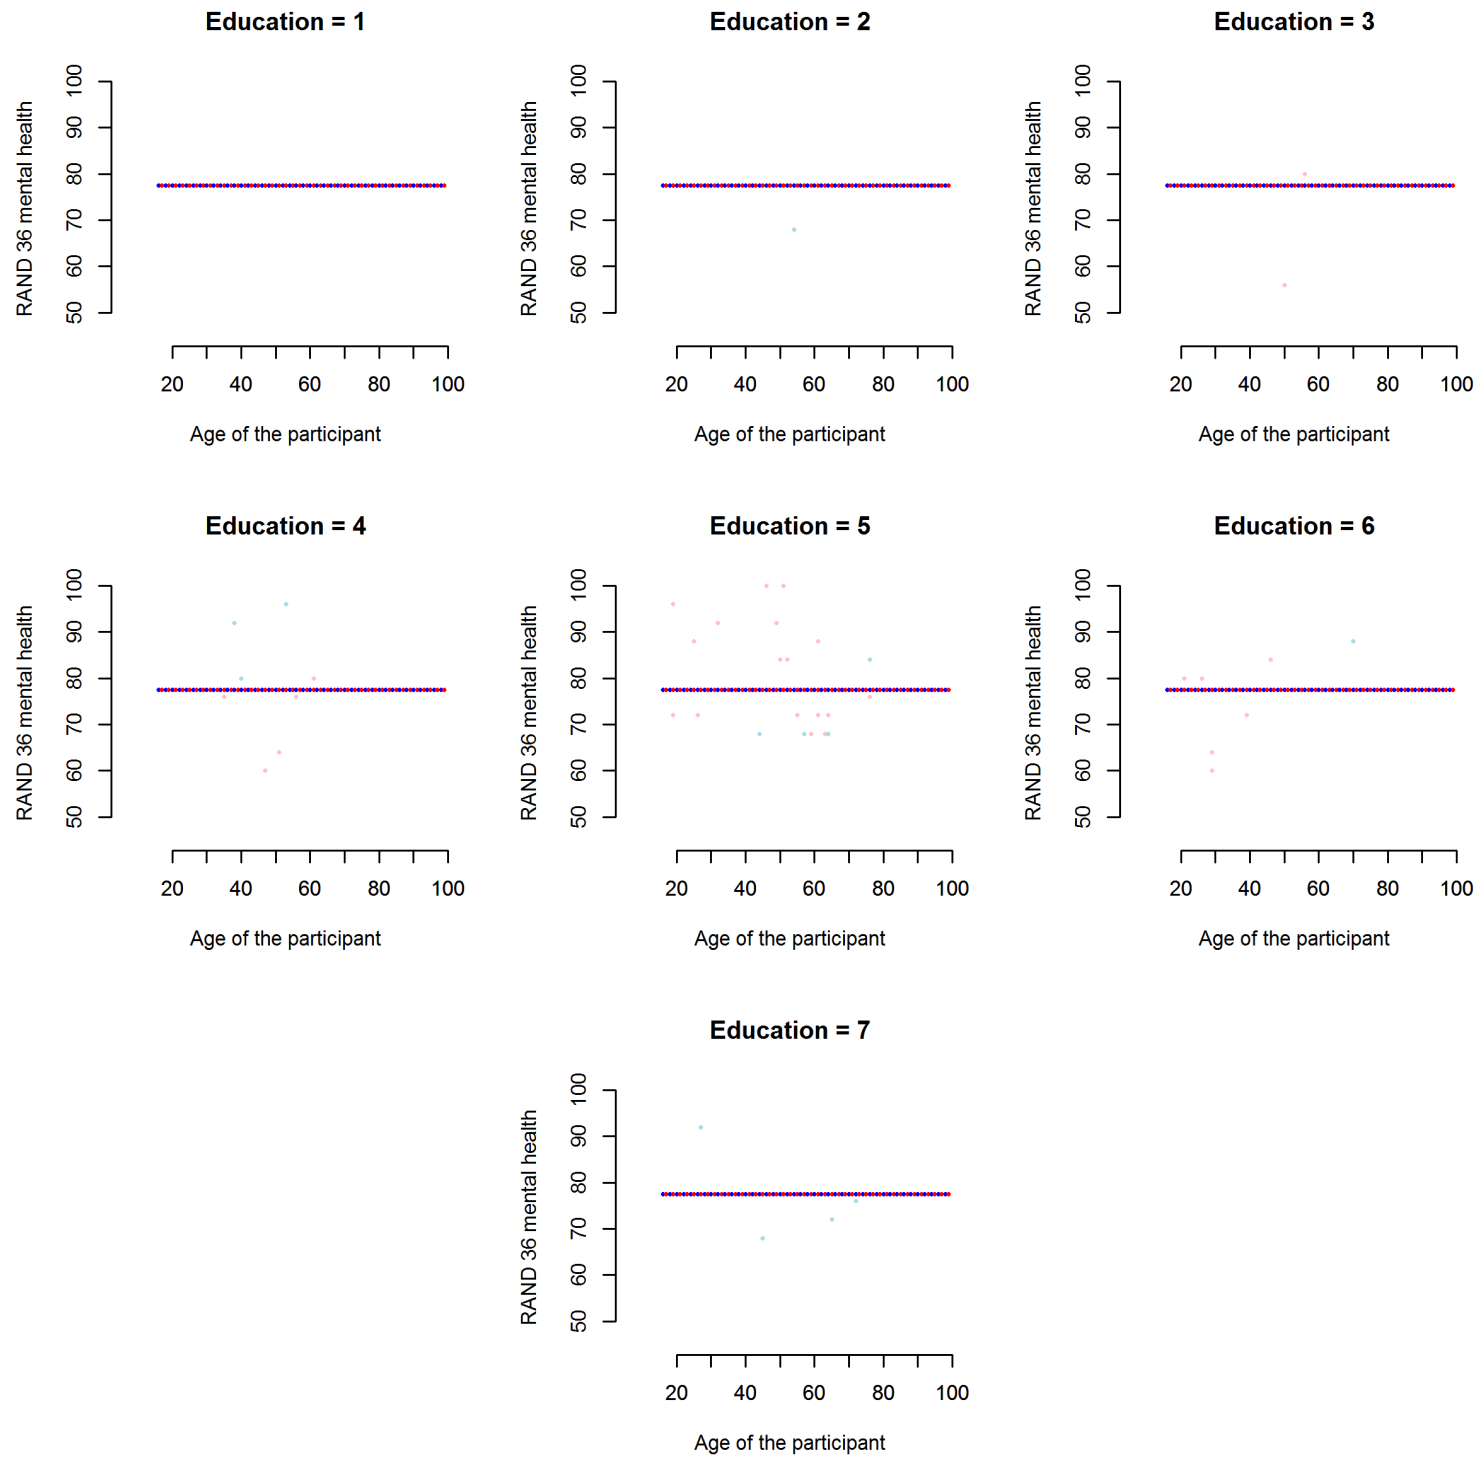 Education = 1
RAND 36 mental health
100
90
80
70
60
50
20 40 60 80 100
Age of the participant
Education = 2
RAND 36 mental health
100
90
80
70
60
50
20 40 60 80 100
Age of the participant
Education = 3
RAND 36 mental health
100
90
80
70
60
50
20 40 60 80 100
Age of the participant
Education = 4
RAND 36 mental health
100
90
80
70
60
50
20 40 60 80 100
Age of the participant
Education = 5
RAND 36 mental health
100
90
80
70
60
50
20 40 60 80 100
Age of the participant
Education = 6
RAND 36 mental health
100
90
80
70
60
50
20 40 60 80 100
Age of the participant
Education = 7
RAND 36 mental health
100
90
80
70
60
50
20 40 60 80 100
Age of the participant